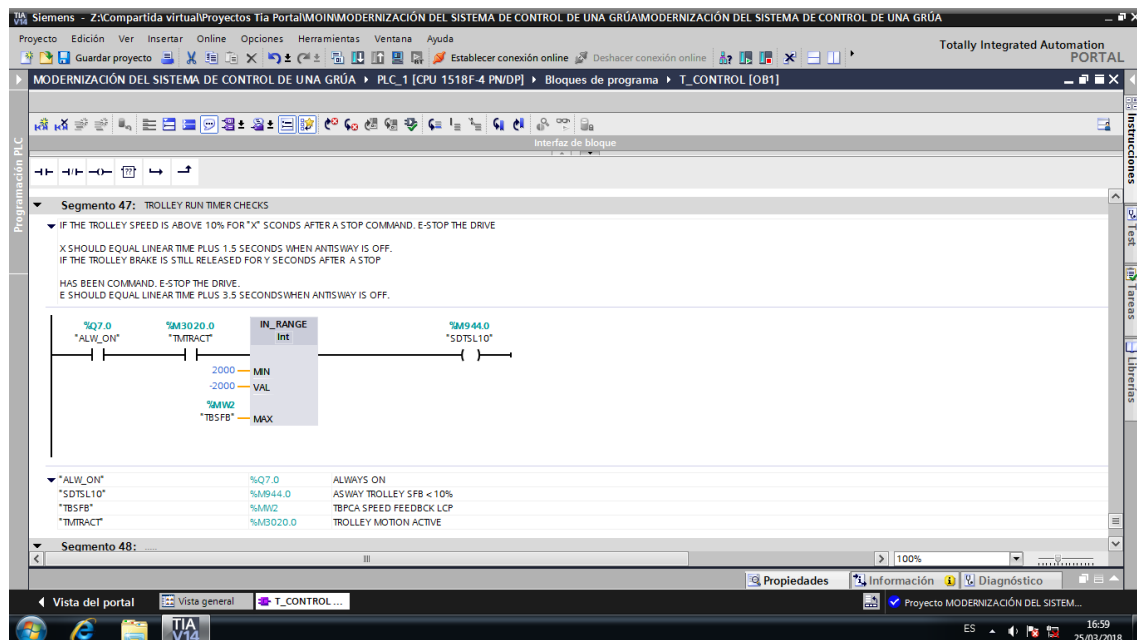 Siemens - Z:\Compartida virtual\Proyectos Tia Portal\MOIN\MODERNIZACIÓN DEL SISTEMA DE CONTROL DE UNA GRÚA\MODERNIZACIÓN DEL SISTEMA DE CONTROL DE UNA GRÚA
Proyecto Edición Ver Insertar Online Opciones Herramientas Ventana Ayuda
Totally Integrated Automation
PORTAL
Guardar proyecto Establecer conexión online Deshacer conexión online
MODERNIZACIÓN DEL SISTEMA DE CONTROL DE UNA GRÚA PLC_1 [CPU 1518F-4 PN/DP] Bloques de programa T_CONTROL [OB1]
Interfaz de bloque
Programación PLC
Instrucciones
Test
Tareas
Librerías
Segmento 47: TROLLEY RUN TIMER CHECKS
IF THE TROLLEY SPEED IS ABOVE 10% FOR "X" SCONDS AFTER A STOP COMMAND. E-STOP THE DRIVE
X SHOULD EQUAL LINEAR TIME PLUS 1.5 SECONDS WHEN ANTISWAY IS OFF.
IF THE TROLLEY BRAKE IS STILL RELEASED FOR Y SECONDS AFTER A STOP
HAS BEEN COMMAND. E-STOP THE DRIVE.
E SHOULD EQUAL LINEAR TIME PLUS 3.5 SECONDSWHEN ANTISWAY IS OFF.
%Q7.0 %M3020.0 IN_RANGE %M944.0
"ALW_ON" "TMTRACT" Int "SDTSL10"
2000 MIN
-2000 VAL
%MW2
"TBSFB" MAX
"ALW_ON" %Q7.0 ALWAYS ON
"SDTSL10" %M944.0 ASWAY TROLLEY SFB < 10%
"TBSFB" %MW2 TBPCA SPEED FEEDBCK LCP
"TMTRACT" %M3020.0 TROLLEY MOTION ACTIVE
Segmento 48: ....
100%
Propiedades Información Diagnóstico
Vista del portal Vista general T_CONTROL ... Proyecto MODERNIZACIÓN DEL SISTEM...
TIA
V14
ES 16:59
25/03/2018